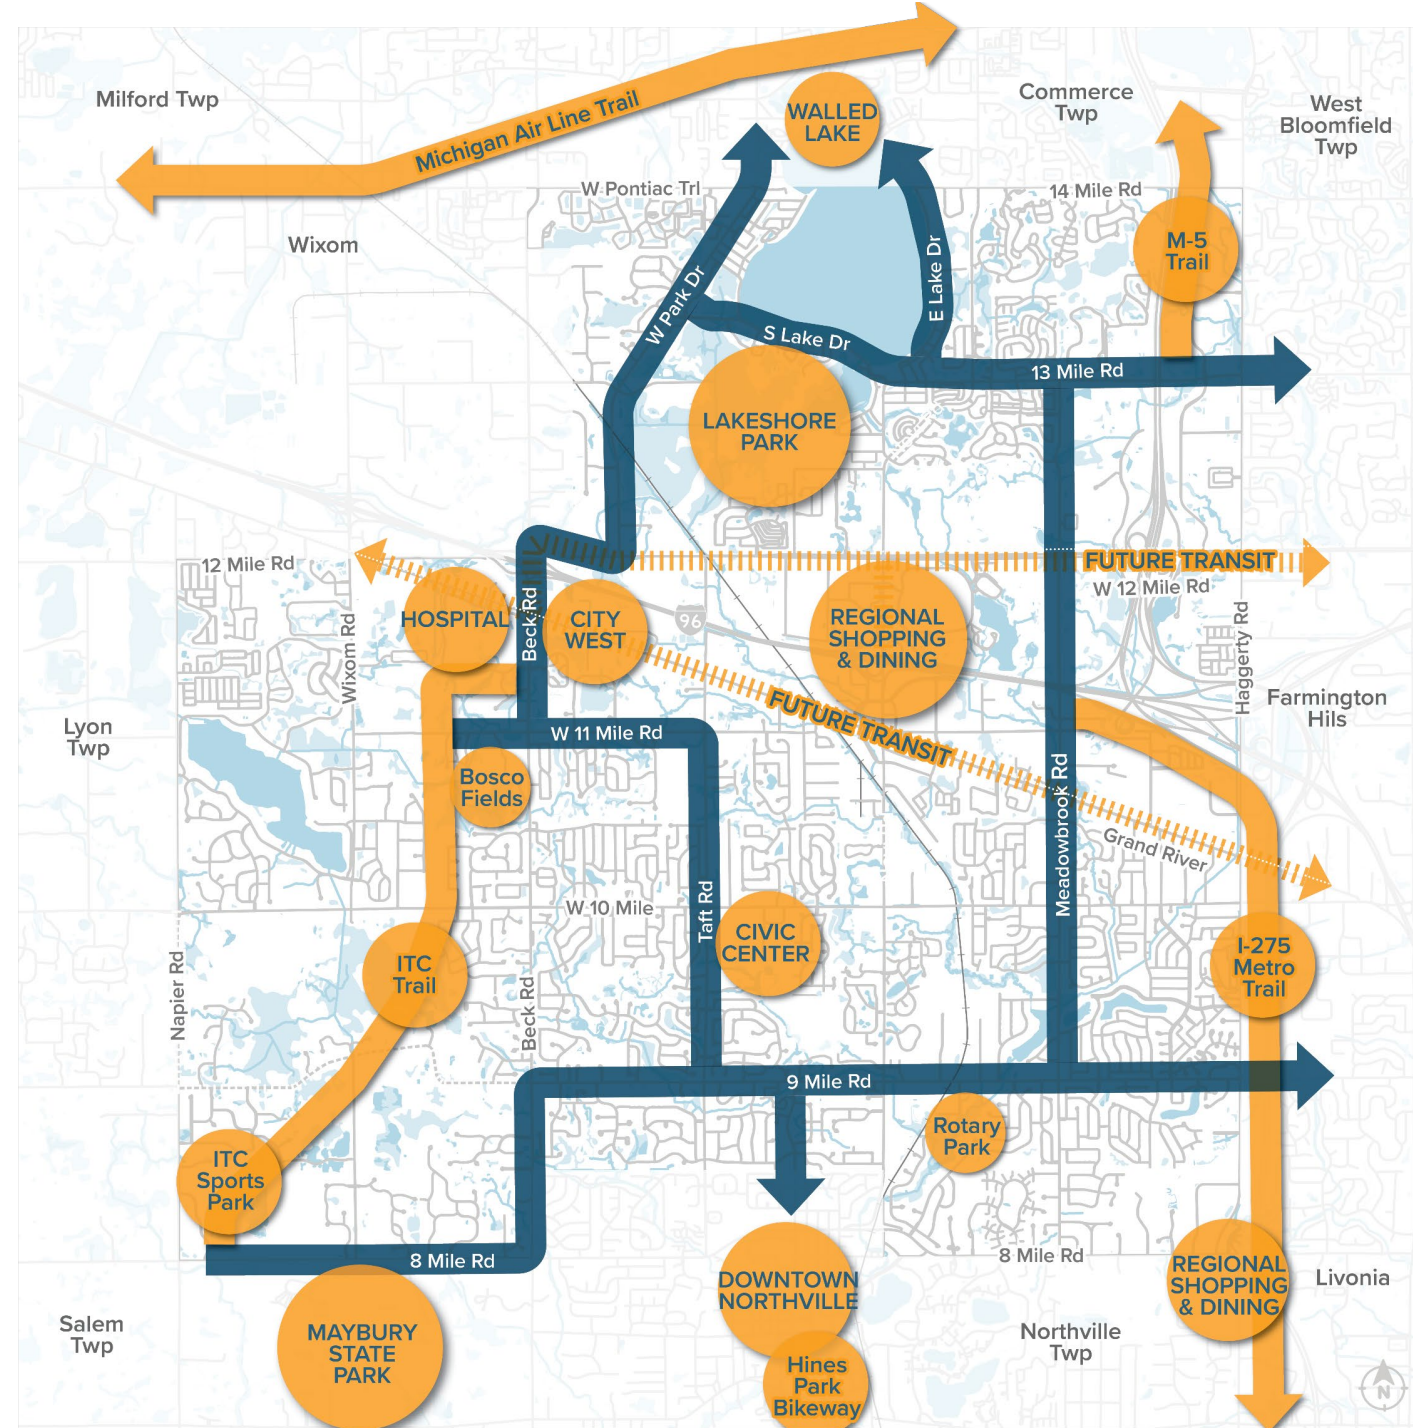 Milford Twp
Michigan Air Line Trail
WALLED
LAKE
Commerce
Twp
West
Bloomfield
Twp
W Pontiac Trl
14 Mile Rd
Wixom
M-5
Trail
W Park Dr
E Lake Dr
S Lake Dr
13 Mile Rd
LAKESHORE
PARK
12 Mile Rd
FUTURE TRANSIT
W 12 Mile Rd
HOSPITAL
Beck Rd
CITY
WEST
96
REGIONAL
SHOPPING
& DINING
Wixom Rd
Haggerty Rd
Farmington
Hills
Lyon
Twp
W 11 Mile Rd
FUTURE TRANSIT
Bosco
Fields
Meadowbrook Rd
Grand River
W 10 Mile
Taft Rd
CIVIC
CENTER
I-275
Metro
Trail
ITC
Trail
Napier Rd
Beck Rd
9 Mile Rd
Rotary
Park
ITC
Sports
Park
8 Mile Rd
8 Mile Rd
DOWNTOWN
NORTHVILLE
REGIONAL
SHOPPING
& DINING
Livonia
Salem
Twp
MAYBURY
STATE
PARK
Northville
Twp
Hines
Park
Bikeway
N